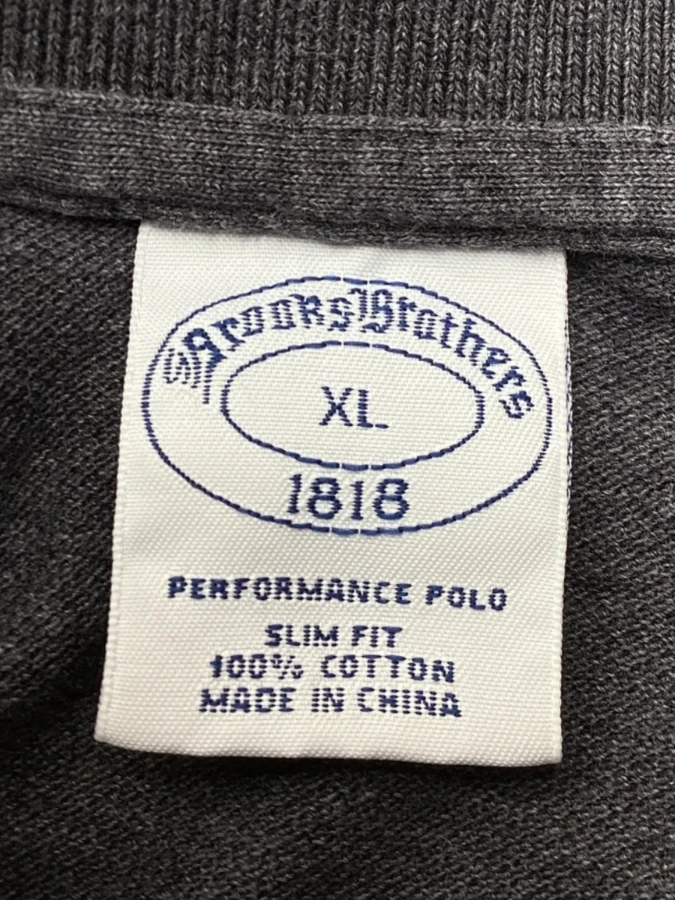 Brooks Brothers
XL
1818
PERFORMANCE POLO
SLIM FIT
100% COTTON
MADE IN CHINA